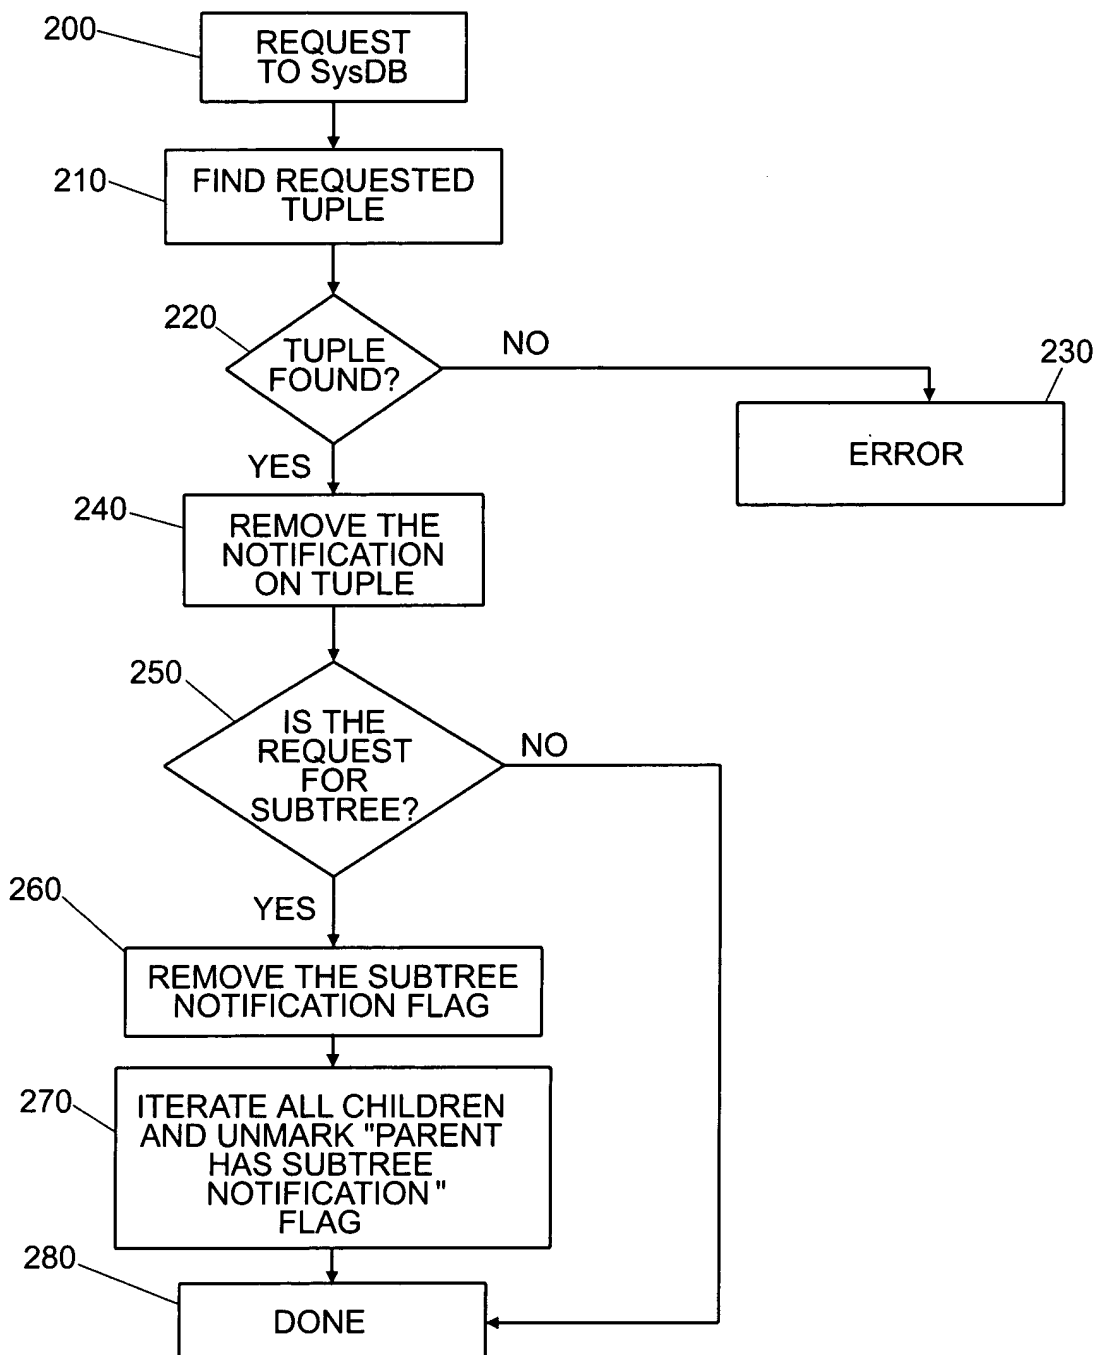 200
REQUEST
TO SysDB
210
FIND REQUESTED
TUPLE
220
TUPLE
FOUND?
NO
230
ERROR
YES
240
REMOVE THE
NOTIFICATION
ON TUPLE
250
IS THE
REQUEST
FOR
SUBTREE?
NO
YES
260
REMOVE THE SUBTREE
NOTIFICATION FLAG
270
ITERATE ALL CHILDREN
AND UNMARK "PARENT
HAS SUBTREE
NOTIFICATION"
FLAG
280
DONE